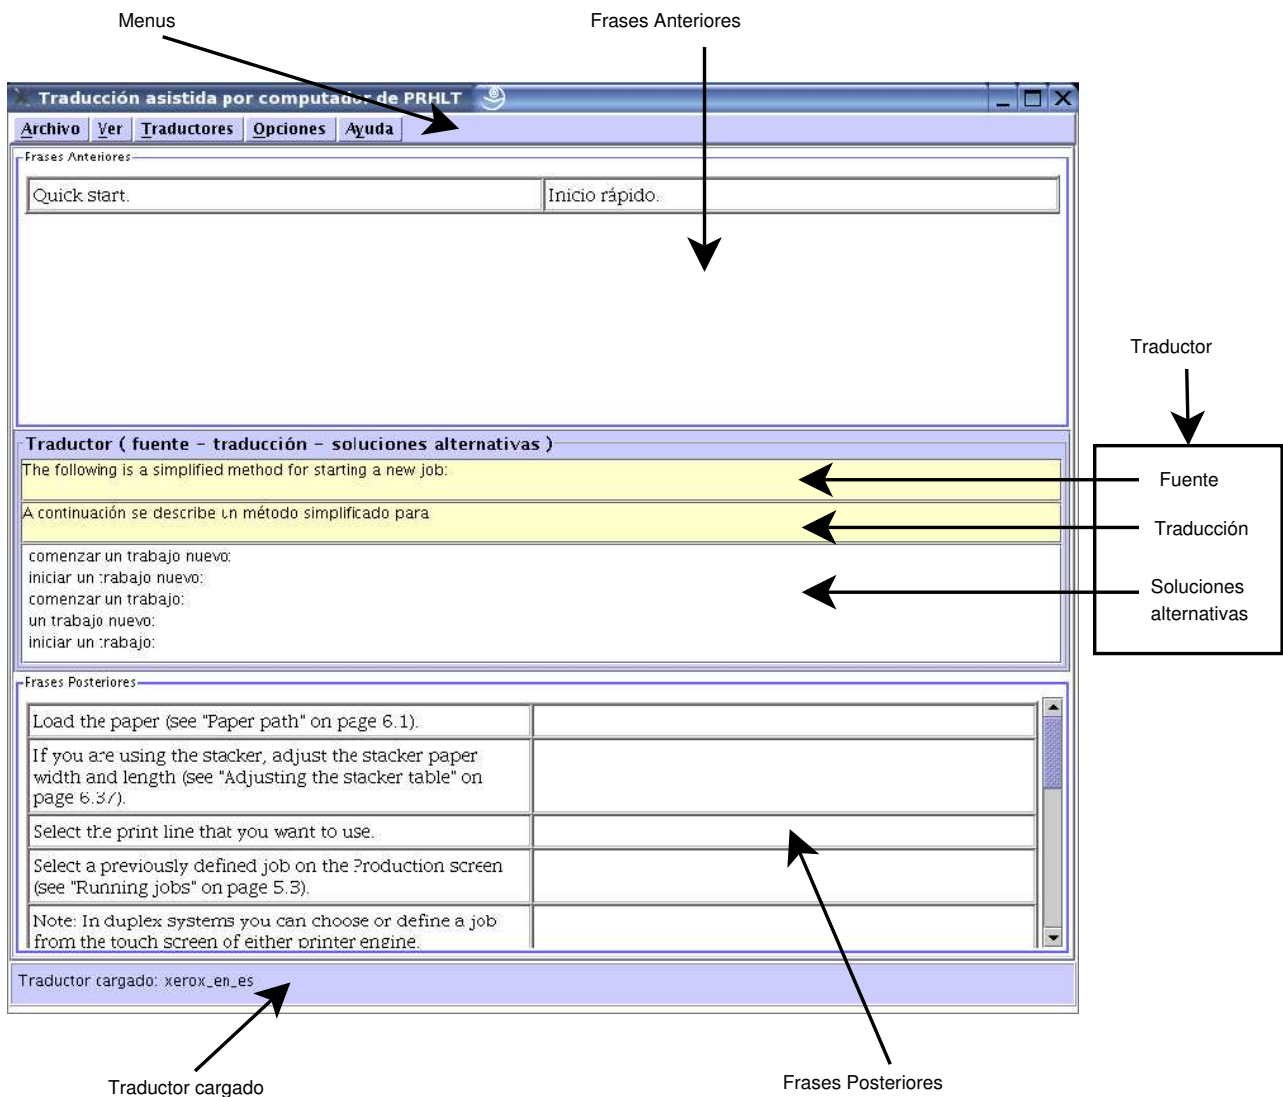 Menus
Frases Anteriores
Traducción asistida por computador de PRHLT
Archivo Ver Traductores Opciones Ayuda
Frases Anteriores
Quick start. Inicio rápido.
Traductor
Traductor ( fuente - traducción - soluciones alternativas )
The following is a simplified method for starting a new job:
Fuente
A continuación se describe un método simplificado para
Traducción
comenzar un trabajo nuevo:
iniciar un trabajo nuevo:
comenzar un trabajo:
un trabajo nuevo:
iniciar un trabajo:
Soluciones
alternativas
Frases Posteriores
Load the paper (see "Paper path" on page 6.1).
If you are using the stacker, adjust the stacker paper
width and length (see "Adjusting the stacker table" on
page 6.37).
Select the print line that you want to use.
Select a previously defined job on the Production screen
(see "Running jobs" on page 5.3).
Note: In duplex systems you can choose or define a job
from the touch screen of either printer engine.
Traductor cargado: xerox_en_es
Traductor cargado
Frases Posteriores